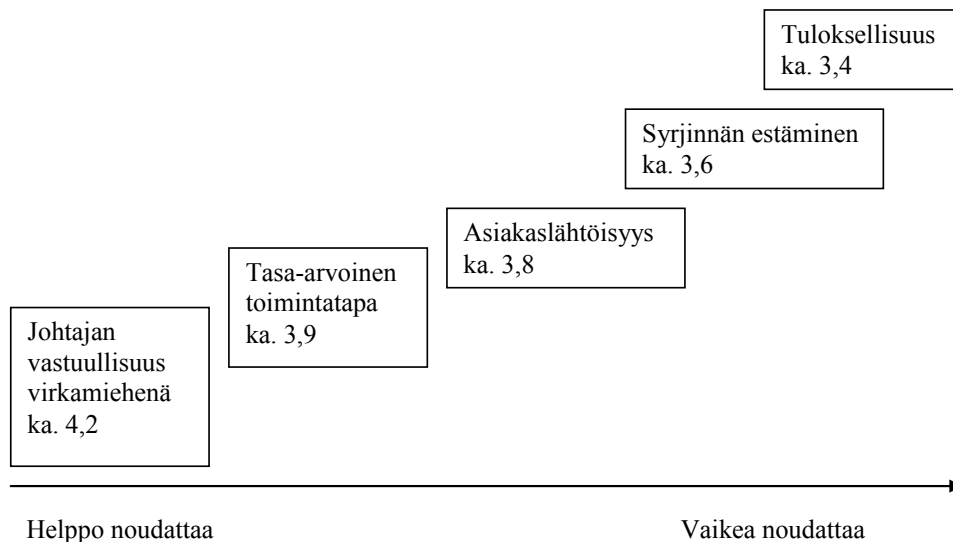 Tuloksellisuus
ka. 3,4
Syrjinnän estäminen
ka. 3,6
Asiakaslähtöisyys
ka. 3,8
Tasa-arvoinen
toimintatapa
ka. 3,9
Johtajan
vastuullisuus
virkamiehenä
ka. 4,2
Helppo noudattaa
Vaikea noudattaa